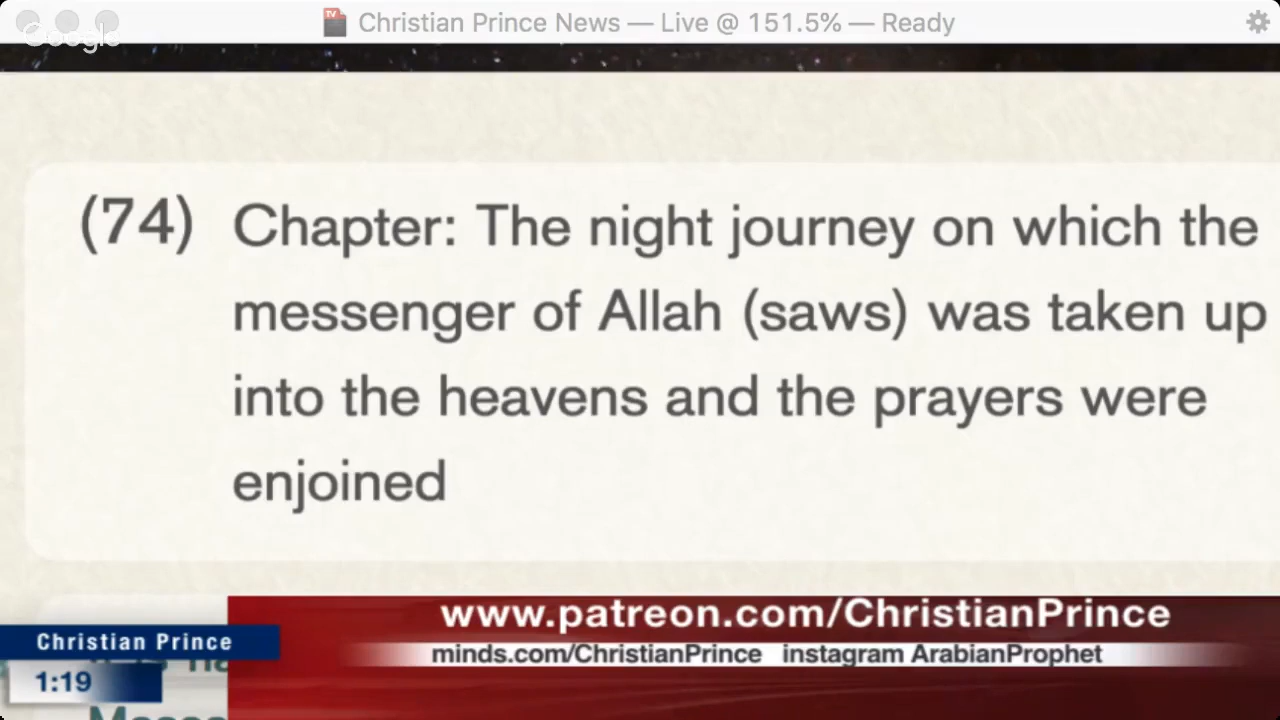 Christian Prince News — Live @ 151.5% — Ready
Google
(74) Chapter: The night journey on which the
messenger of Allah (saws) was taken up
into the heavens and the prayers were
enjoined
www.patreon.com/ChristianPrince
Christian Prince
minds.com/ChristianPrince instagram ArabianProphet
1:19